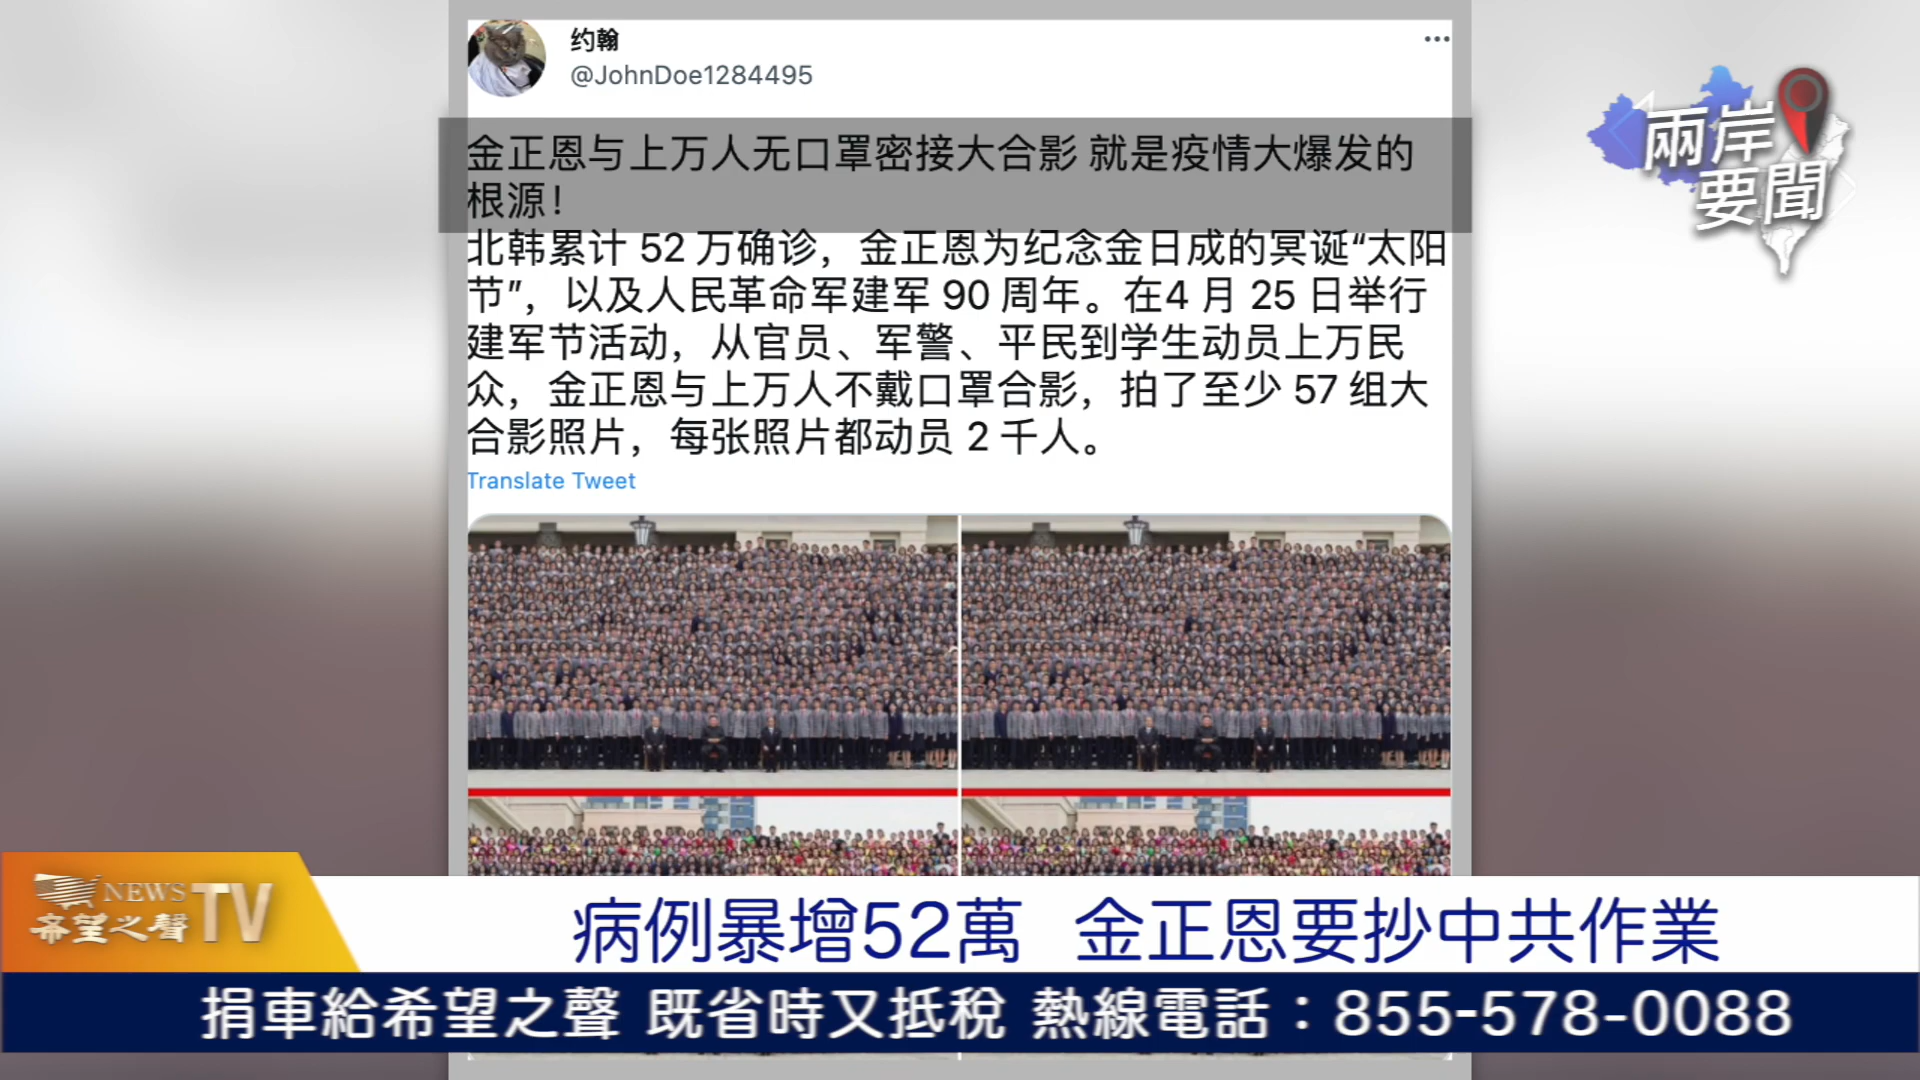 约翰
@JohnDoe1284495
金正恩与上万人无口罩密接大合影 就是疫情大爆发的
根源！
北韩累计 52 万确诊，金正恩为纪念金日成的冥诞“太阳
节”，以及人民革命军建军 90 周年。在4 月 25 日举行
建军节活动，从官员、军警、平民到学生动员上万民
众，金正恩与上万人不戴口罩合影，拍了至少 57 组大
合影照片，每张照片都动员 2 千人。
Translate Tweet
兩岸
要聞
NEWS
希望之聲 TV
病例暴增52萬 金正恩要抄中共作業
捐車給希望之聲 既省時又抵稅 熱線電話：855-578-0088